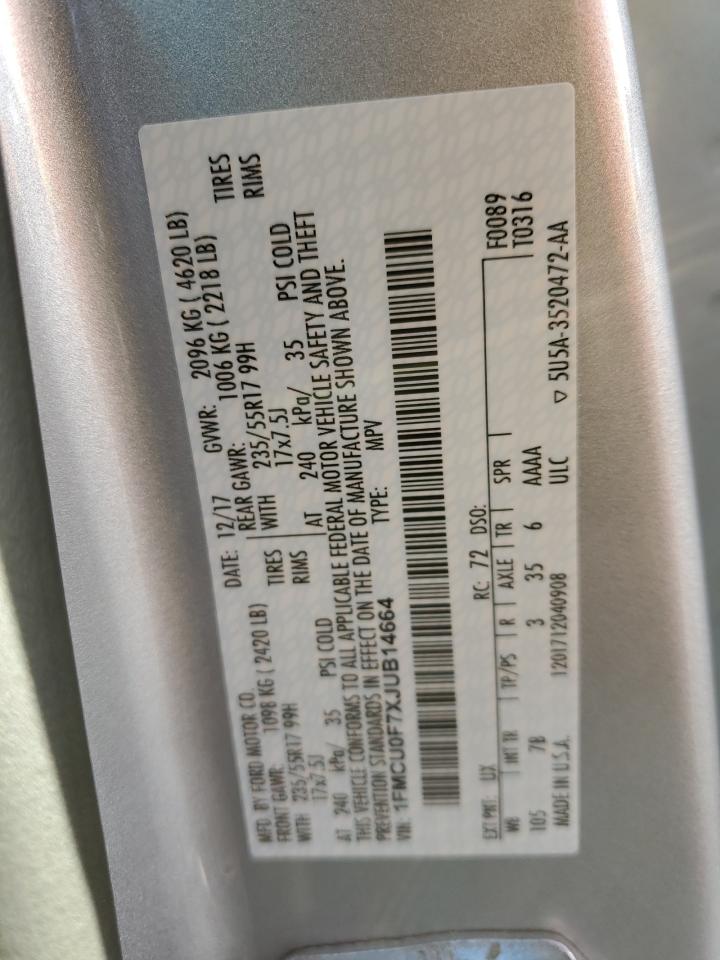 MFD. BY FORD MOTOR CO. DATE: 12/17 GVWR: 2096 KG ( 4620 LB)
FRONT GAWR: 1098 KG ( 2420 LB) REAR GAWR: 1006 KG ( 2218 LB)
WITH 235/55R17 99H TIRES WITH 235/55R17 99H TIRES
17x7.5J RIMS 17x7.5J RIMS
AT 240 kPa/ 35 PSI COLD AT 240 kPa/ 35 PSI COLD
THIS VEHICLE CONFORMS TO ALL APPLICABLE FEDERAL MOTOR VEHICLE SAFETY AND THEFT
PREVENTION STANDARDS IN EFFECT ON THE DATE OF MANUFACTURE SHOWN ABOVE.
VIN: 1FMCU0F7XJUB14664 TYPE: MPV
EXT PNT: UX RC: 72 DSO: F0089
WB INT TR TP/PS R AXLE TR SPR T0316
105 7B 3 35 6 AAAA
MADE IN U.S.A. 1201712040908 ULC ▽ 5U5A-3520472-AA